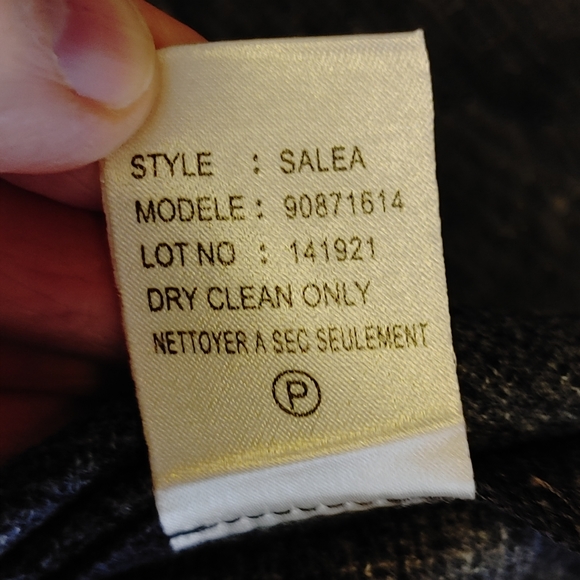 STYLE : SALEA
MODELE : 90871614
LOT NO : 141921
DRY CLEAN ONLY
NETTOYER A SEC SEULEMENT
P